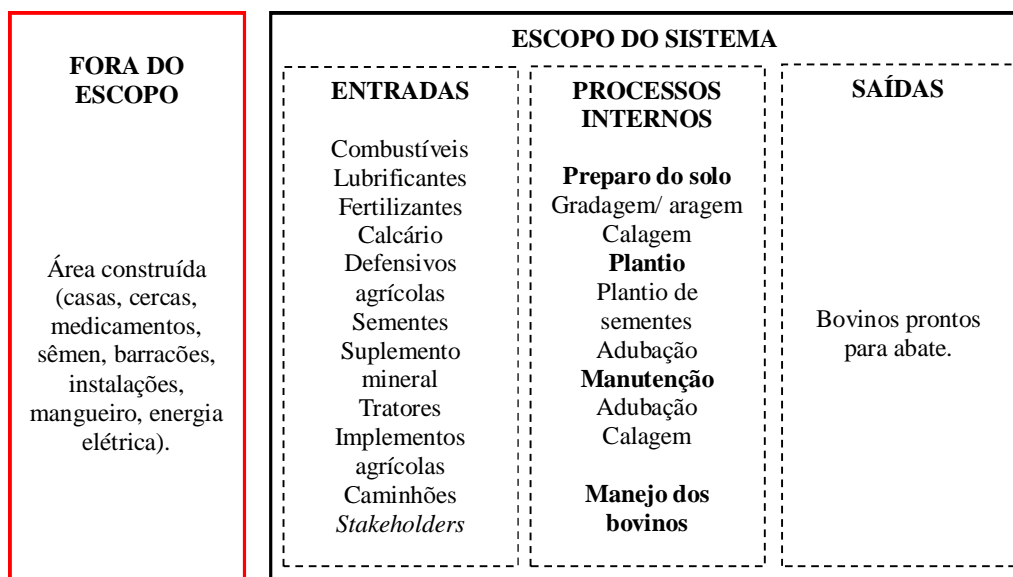 FORA DO
ESCOPO
Área construída
(casas, cercas,
medicamentos,
sêmen, barracões,
instalações,
mangueiro, energia
elétrica).
ESCOPO DO SISTEMA
ENTRADAS
Combustíveis
Lubrificantes
Fertilizantes
Calcário
Defensivos
agrícolas
Sementes
Suplemento
mineral
Tratores
Implementos
agrícolas
Caminhões
Stakeholders
PROCESSOS
INTERNOS
Preparo do solo
Gradagem/ aragem
Calagem
Plantio
Plantio de
sementes
Adubação
Manutenção
Adubação
Calagem
Manejo dos
bovinos
SAÍDAS
Bovinos prontos
para abate.